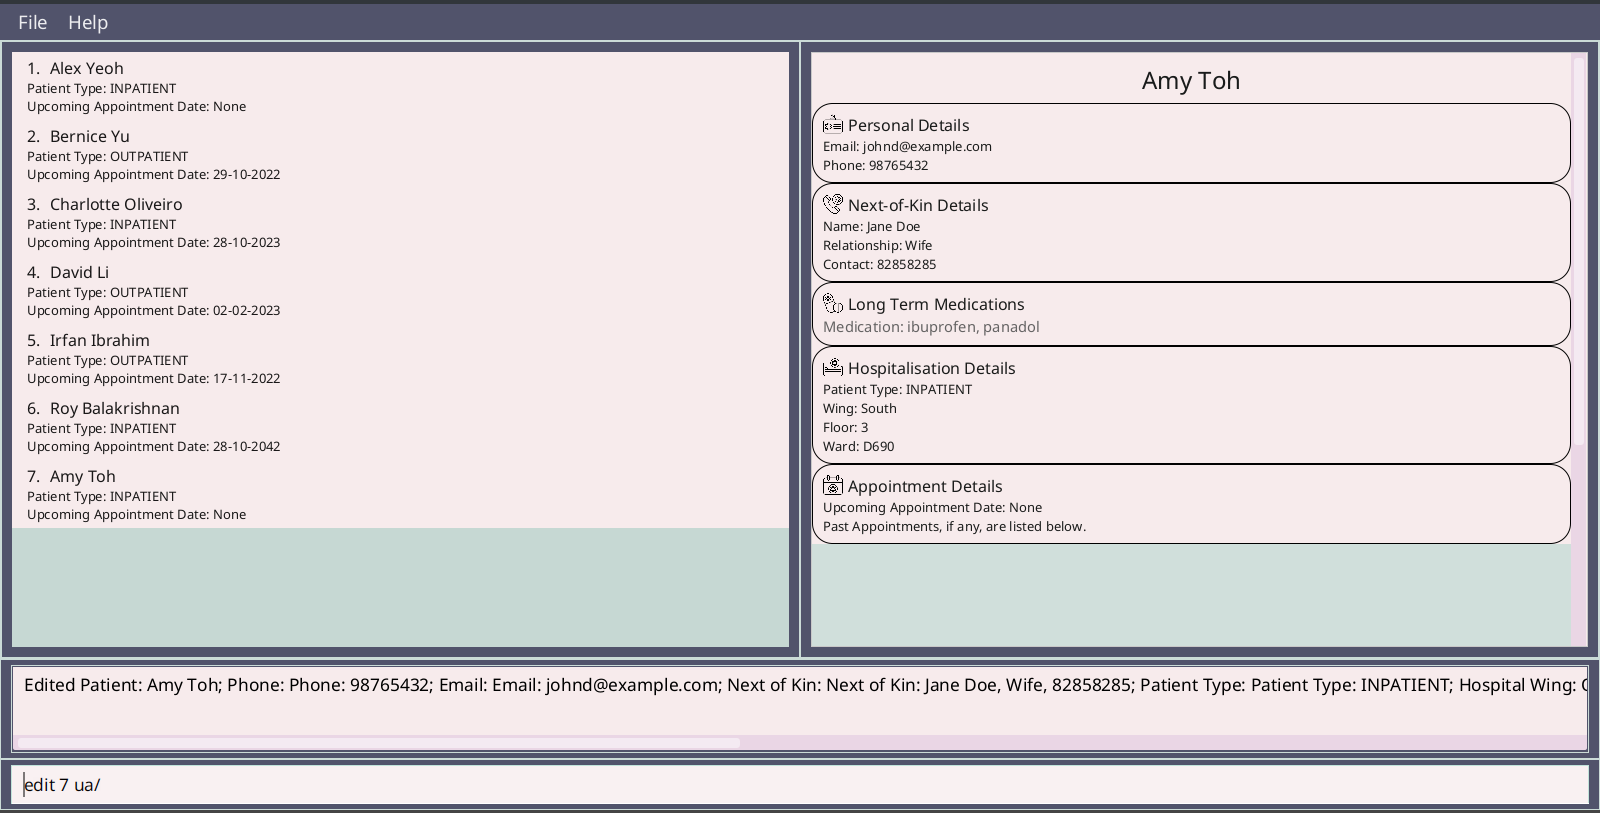 File Help
1. Alex Yeoh
Patient Type: INPATIENT
Upcoming Appointment Date: None
2. Bernice Yu
Patient Type: OUTPATIENT
Upcoming Appointment Date: 29-10-2022
3. Charlotte Oliveiro
Patient Type: INPATIENT
Upcoming Appointment Date: 28-10-2023
4. David Li
Patient Type: OUTPATIENT
Upcoming Appointment Date: 02-02-2023
5. Irfan Ibrahim
Patient Type: OUTPATIENT
Upcoming Appointment Date: 17-11-2022
6. Roy Balakrishnan
Patient Type: INPATIENT
Upcoming Appointment Date: 28-10-2042
7. Amy Toh
Patient Type: INPATIENT
Upcoming Appointment Date: None
Amy Toh
Personal Details
Email: johnd@example.com
Phone: 98765432
Next-of-Kin Details
Name: Jane Doe
Relationship: Wife
Contact: 82858285
Long Term Medications
Medication: ibuprofen, panadol
Hospitalisation Details
Patient Type: INPATIENT
Wing: South
Floor: 3
Ward: D690
Appointment Details
Upcoming Appointment Date: None
Past Appointments, if any, are listed below.
Edited Patient: Amy Toh; Phone: Phone: 98765432; Email: Email: johnd@example.com; Next of Kin: Next of Kin: Jane Doe, Wife, 82858285; Patient Type: Patient Type: INPATIENT; Hospital Wing:
edit 7 ua/